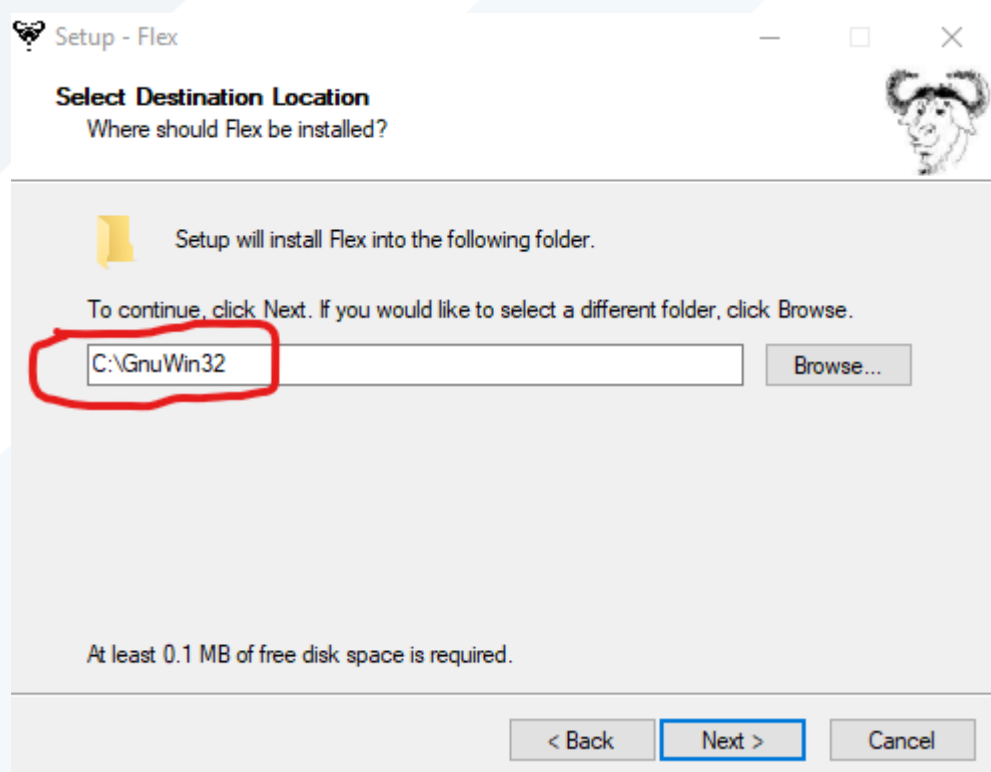 Setup - Flex
Select Destination Location
Where should Flex be installed?
Setup will install Flex into the following folder.
To continue, click Next. If you would like to select a different folder, click Browse.
C:\GnuWin32
Browse...
At least 0.1 MB of free disk space is required.
< Back
Next >
Cancel